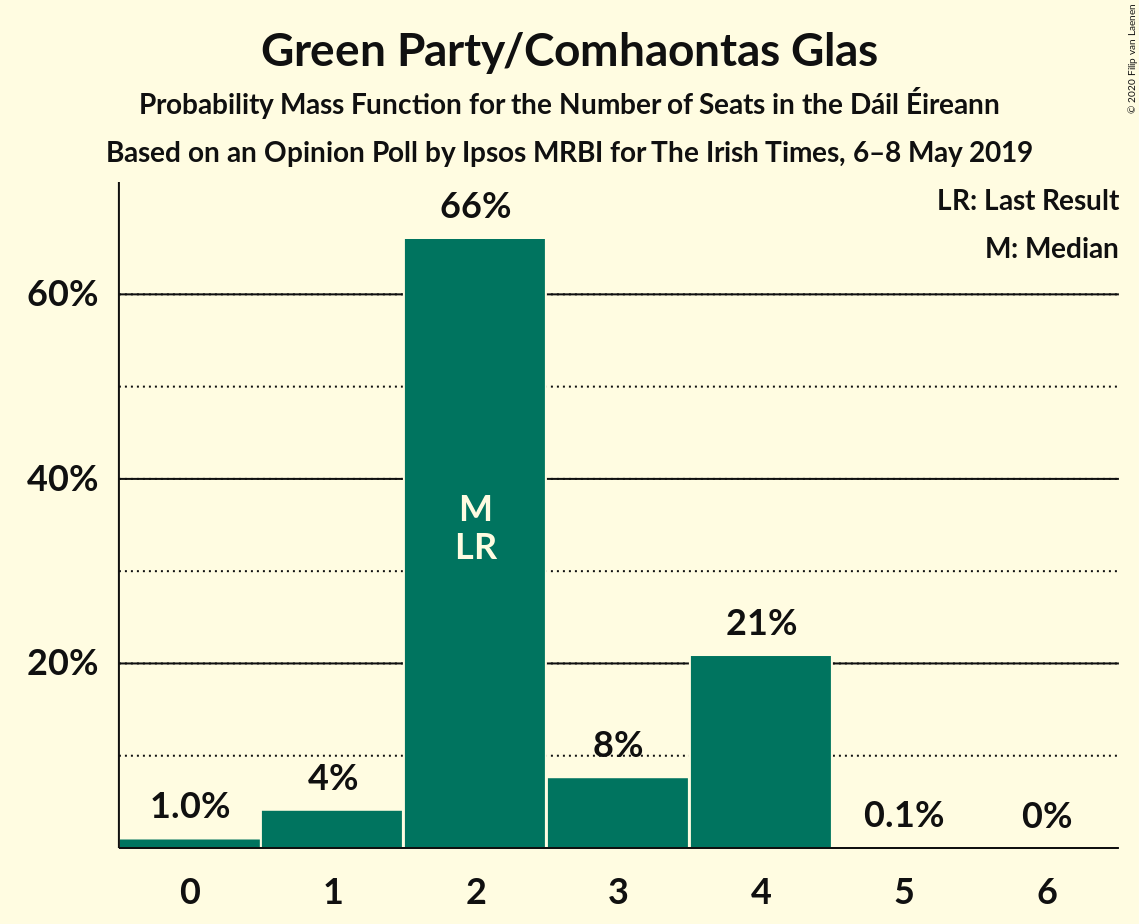 Green Party/Comhaontas Glas
Probability Mass Function for the Number of Seats in the Dáil Éireann
Based on an Opinion Poll by Ipsos MRBI for The Irish Times, 6–8 May 2019
© 2020 Filip van Laenen
LR: Last Result
M: Median
66%
60%
40%
M
LR
21%
20%
8%
4%
1.0%
0.1%
0%
0 1 2 3 4 5 6